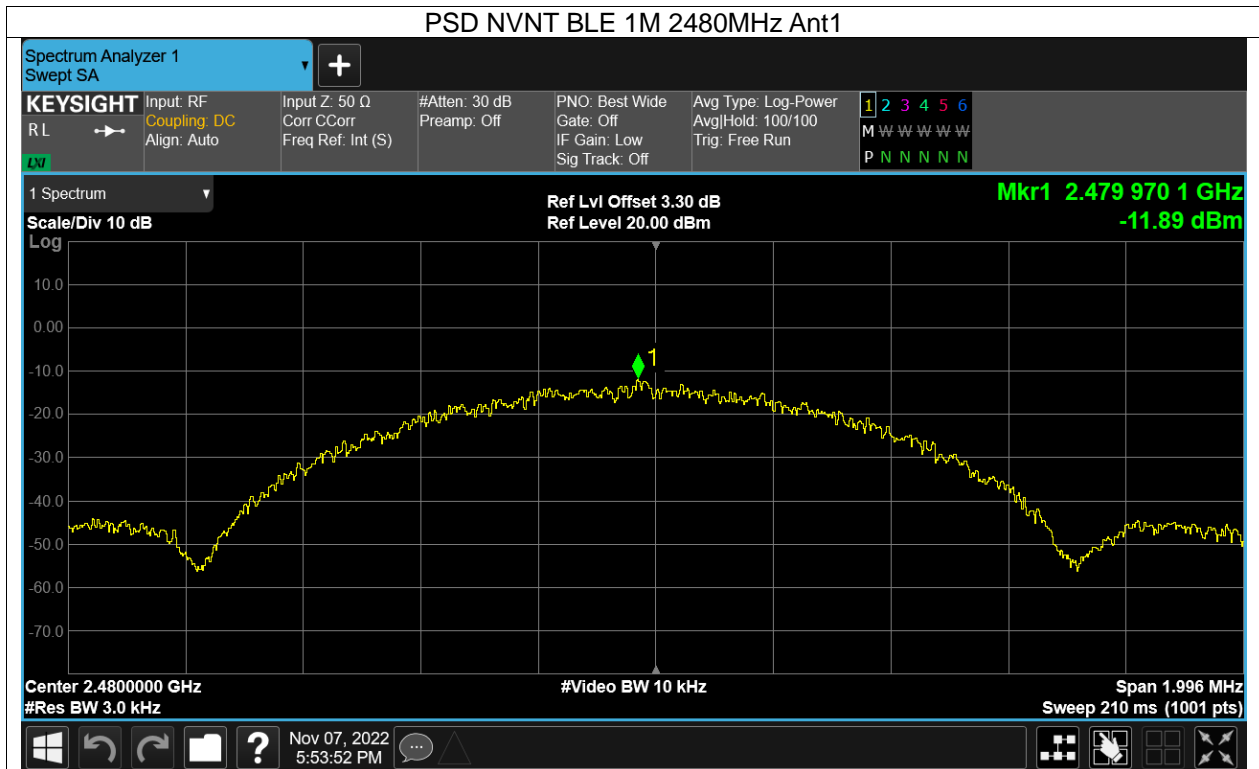 PSD NVNT BLE 1M 2480MHz Ant1
Spectrum Analyzer 1
Swept SA
KEYSIGHT
RL
LXI
Input: RF
Coupling: DC
Align: Auto
Input Z: 50 Ω
Corr CCorr
Freq Ref: Int (S)
#Atten: 30 dB
Preamp: Off
PNO: Best Wide
Gate: Off
IF Gain: Low
Sig Track: Off
Avg Type: Log-Power
Avg|Hold: 100/100
Trig: Free Run
1 2 3 4 5 6
M W W W W W
P N N N N N
1 Spectrum
Scale/Div 10 dB
Log
Ref Lvl Offset 3.30 dB
Ref Level 20.00 dBm
Mkr1 2.479 970 1 GHz
-11.89 dBm
10.0
0.00
1
-10.0
-20.0
-30.0
-40.0
-50.0
-60.0
-70.0
Center 2.4800000 GHz
#Res BW 3.0 kHz
#Video BW 10 kHz
Span 1.996 MHz
Sweep 210 ms (1001 pts)
?
Nov 07, 2022
5:53:52 PM